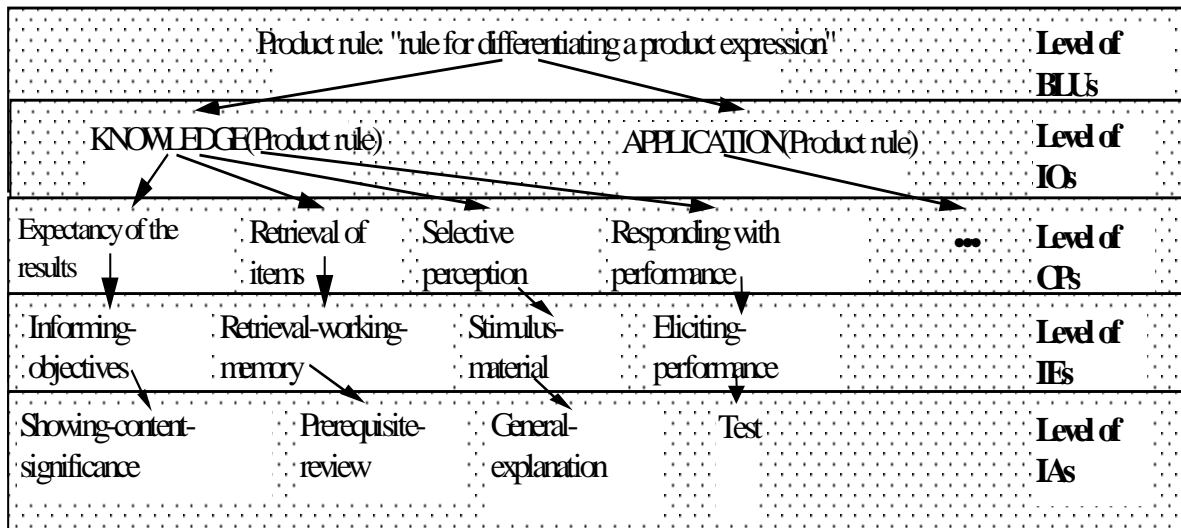 Product rule: "rule for differentiating a product expression"
Level of
BLUs
KNOWLEDGE(Product rule)
APPLICATION(Product rule)
Level of
IOs
Expectancy of the
results
Retrieval of
items
Selective
perception
Responding with
performance
...
Level of
CPs
Informing-
objectives
Retrieval-working-
memory
Stimulus-
material
Eliciting-
performance
Level of
IEs
Showing-content-
significance
Prerequisite-
review
General-
explanation
Test
Level of
IAs